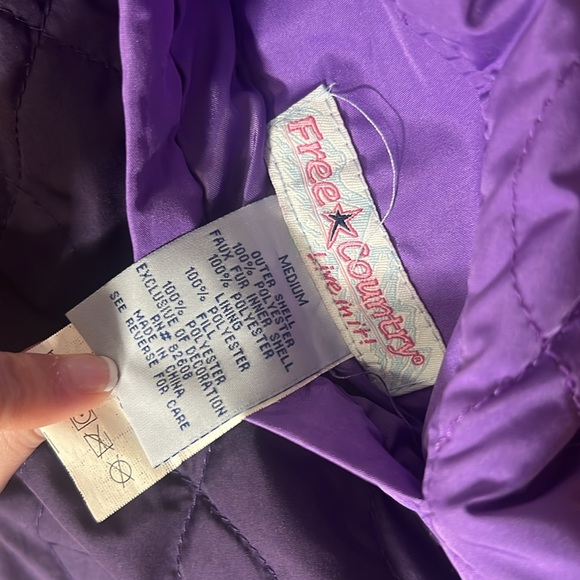 Free Country®
Live In It!
MEDIUM
OUTER SHELL
100% POLYESTER
FAUX FUR INNER SHELL
100% POLYESTER
LINING
100% POLYESTER
FILL
100% POLYESTER
EXCLUSIVE OF DECORATION
RN# 82608
MADE IN CHINA
SEE REVERSE FOR CARE